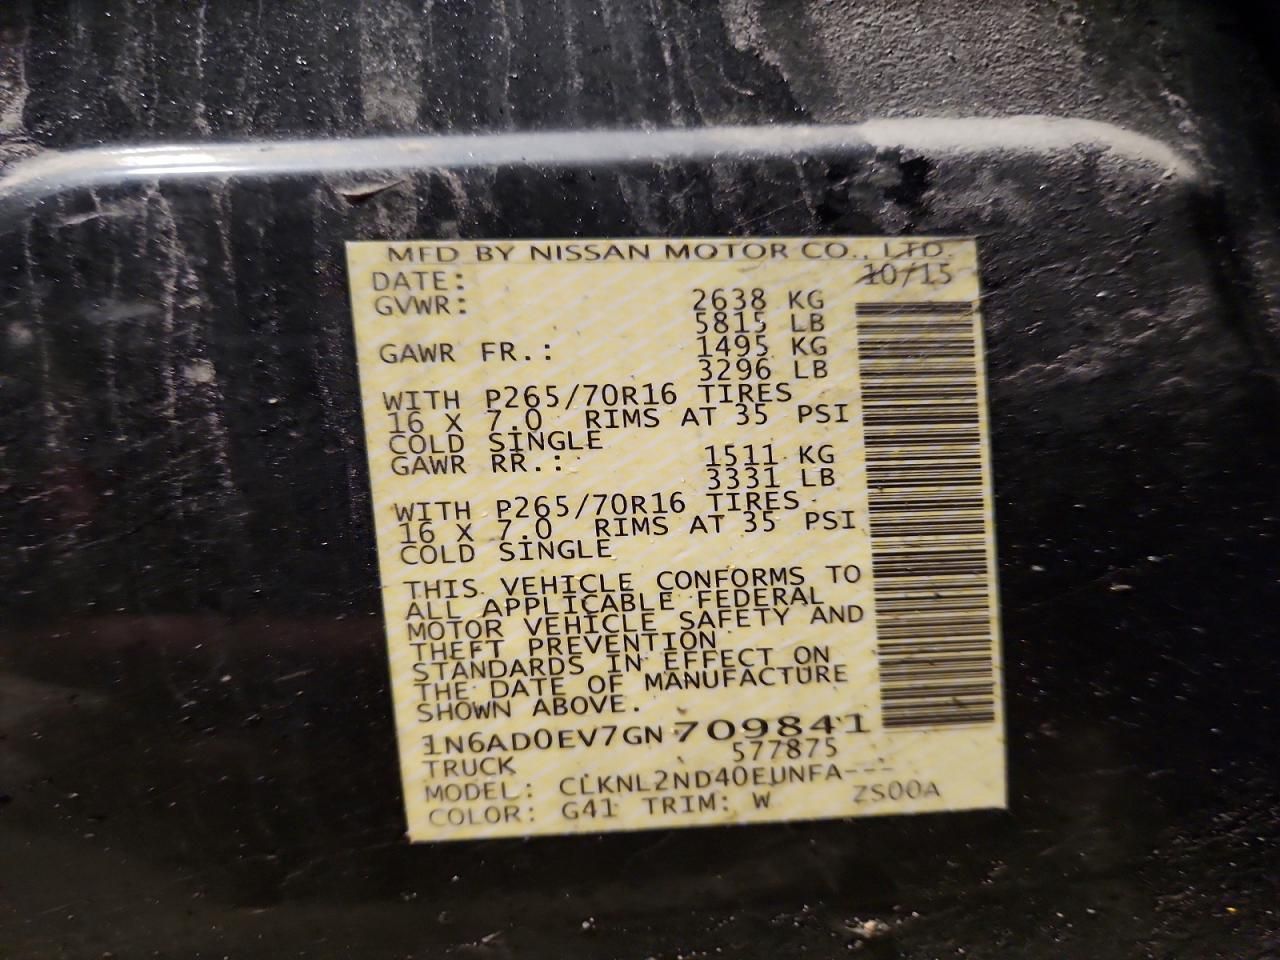 MFD BY NISSAN MOTOR CO., LTD.
DATE: 10/15
GVWR: 2638 KG
5815 LB
GAWR FR.: 1495 KG
3296 LB
WITH P265/70R16 TIRES
16 X 7.0 RIMS AT 35 PSI
COLD SINGLE
GAWR RR.: 1511 KG
3331 LB
WITH P265/70R16 TIRES
16 X 7.0 RIMS AT 35 PSI
COLD SINGLE
THIS VEHICLE CONFORMS TO
ALL APPLICABLE FEDERAL
MOTOR VEHICLE SAFETY AND
THEFT PREVENTION
STANDARDS IN EFFECT ON
THE DATE OF MANUFACTURE
SHOWN ABOVE.
1N6AD0EV7GN709841
TRUCK 577875
MODEL: CLKNL2ND40EUNFA---
COLOR: G41 TRIM: W ZS00A